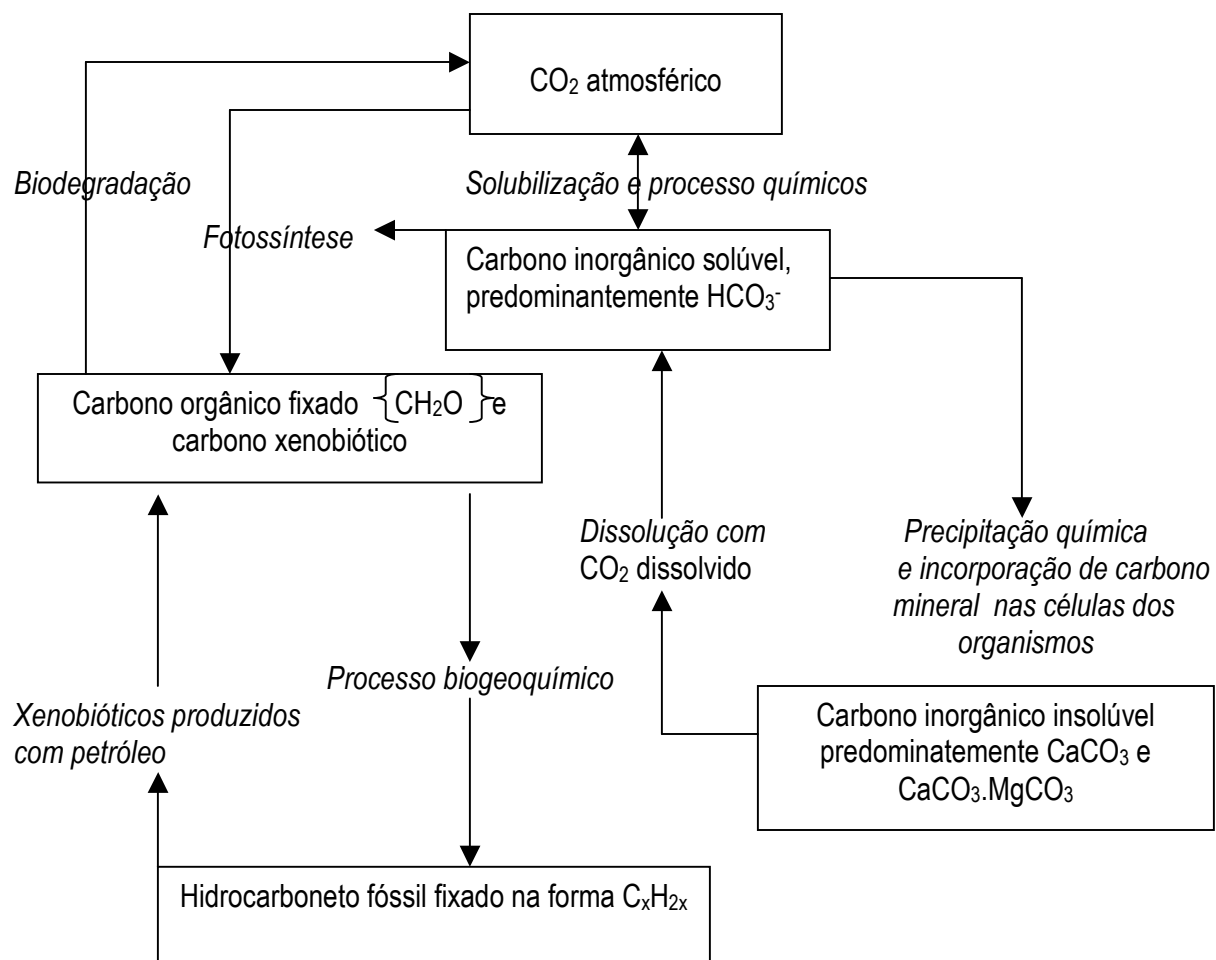 CO₂ atmosférico
Biodegradação
Solubilização e processo químicos
Fotossíntese
Carbono inorgânico solúvel,
predominantemente HCO₃⁻
Carbono orgânico fixado {CH₂O} e
carbono xenobiótico
Dissolução com
CO₂ dissolvido
Precipitação química
e incorporação de carbono
mineral nas células dos
organismos
Processo biogeoquímico
Xenobióticos produzidos
com petróleo
Carbono inorgânico insolúvel
predominatemente CaCO₃ e
CaCO₃.MgCO₃
Hidrocarboneto fóssil fixado na forma CₓH₂ₓ